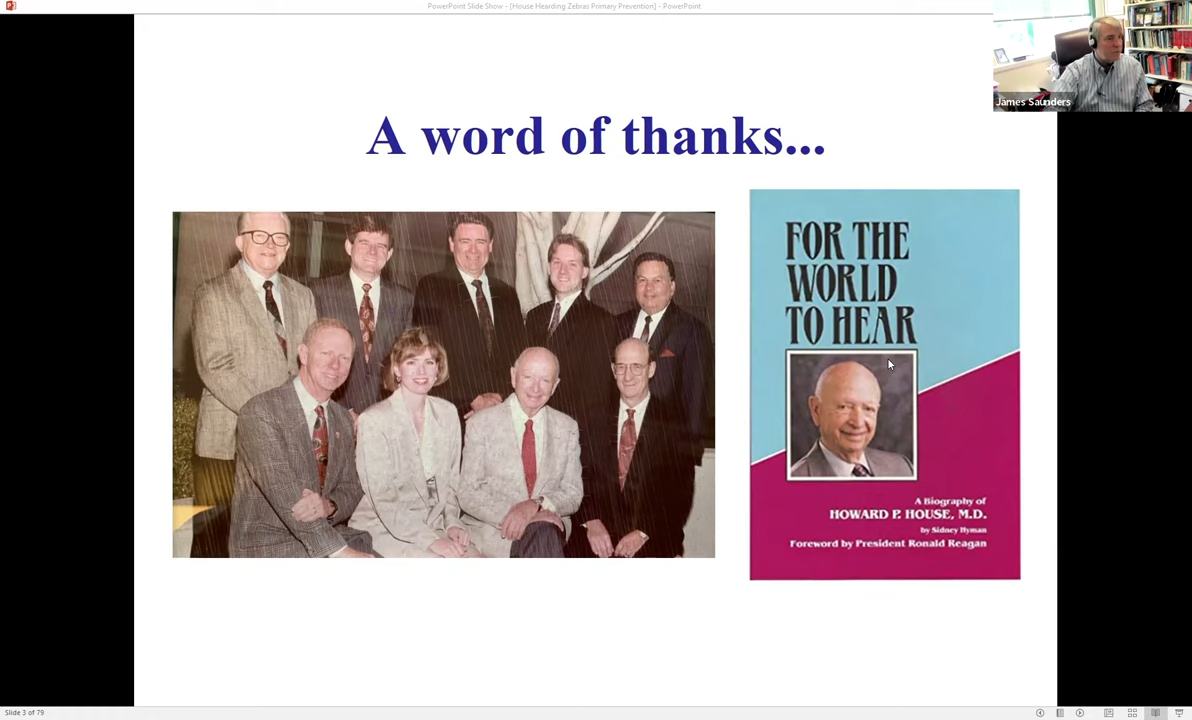 PowerPoint Slide Show - [House Hearding Zebras Primary Prevention] - PowerPoint
James Saunders
A word of thanks...
FOR THE
WORLD
TO HEAR
A Biography of
HOWARD P. HOUSE, M.D.
by Sidney Hyman
Foreword by President Ronald Reagan
Slide 3 of 79